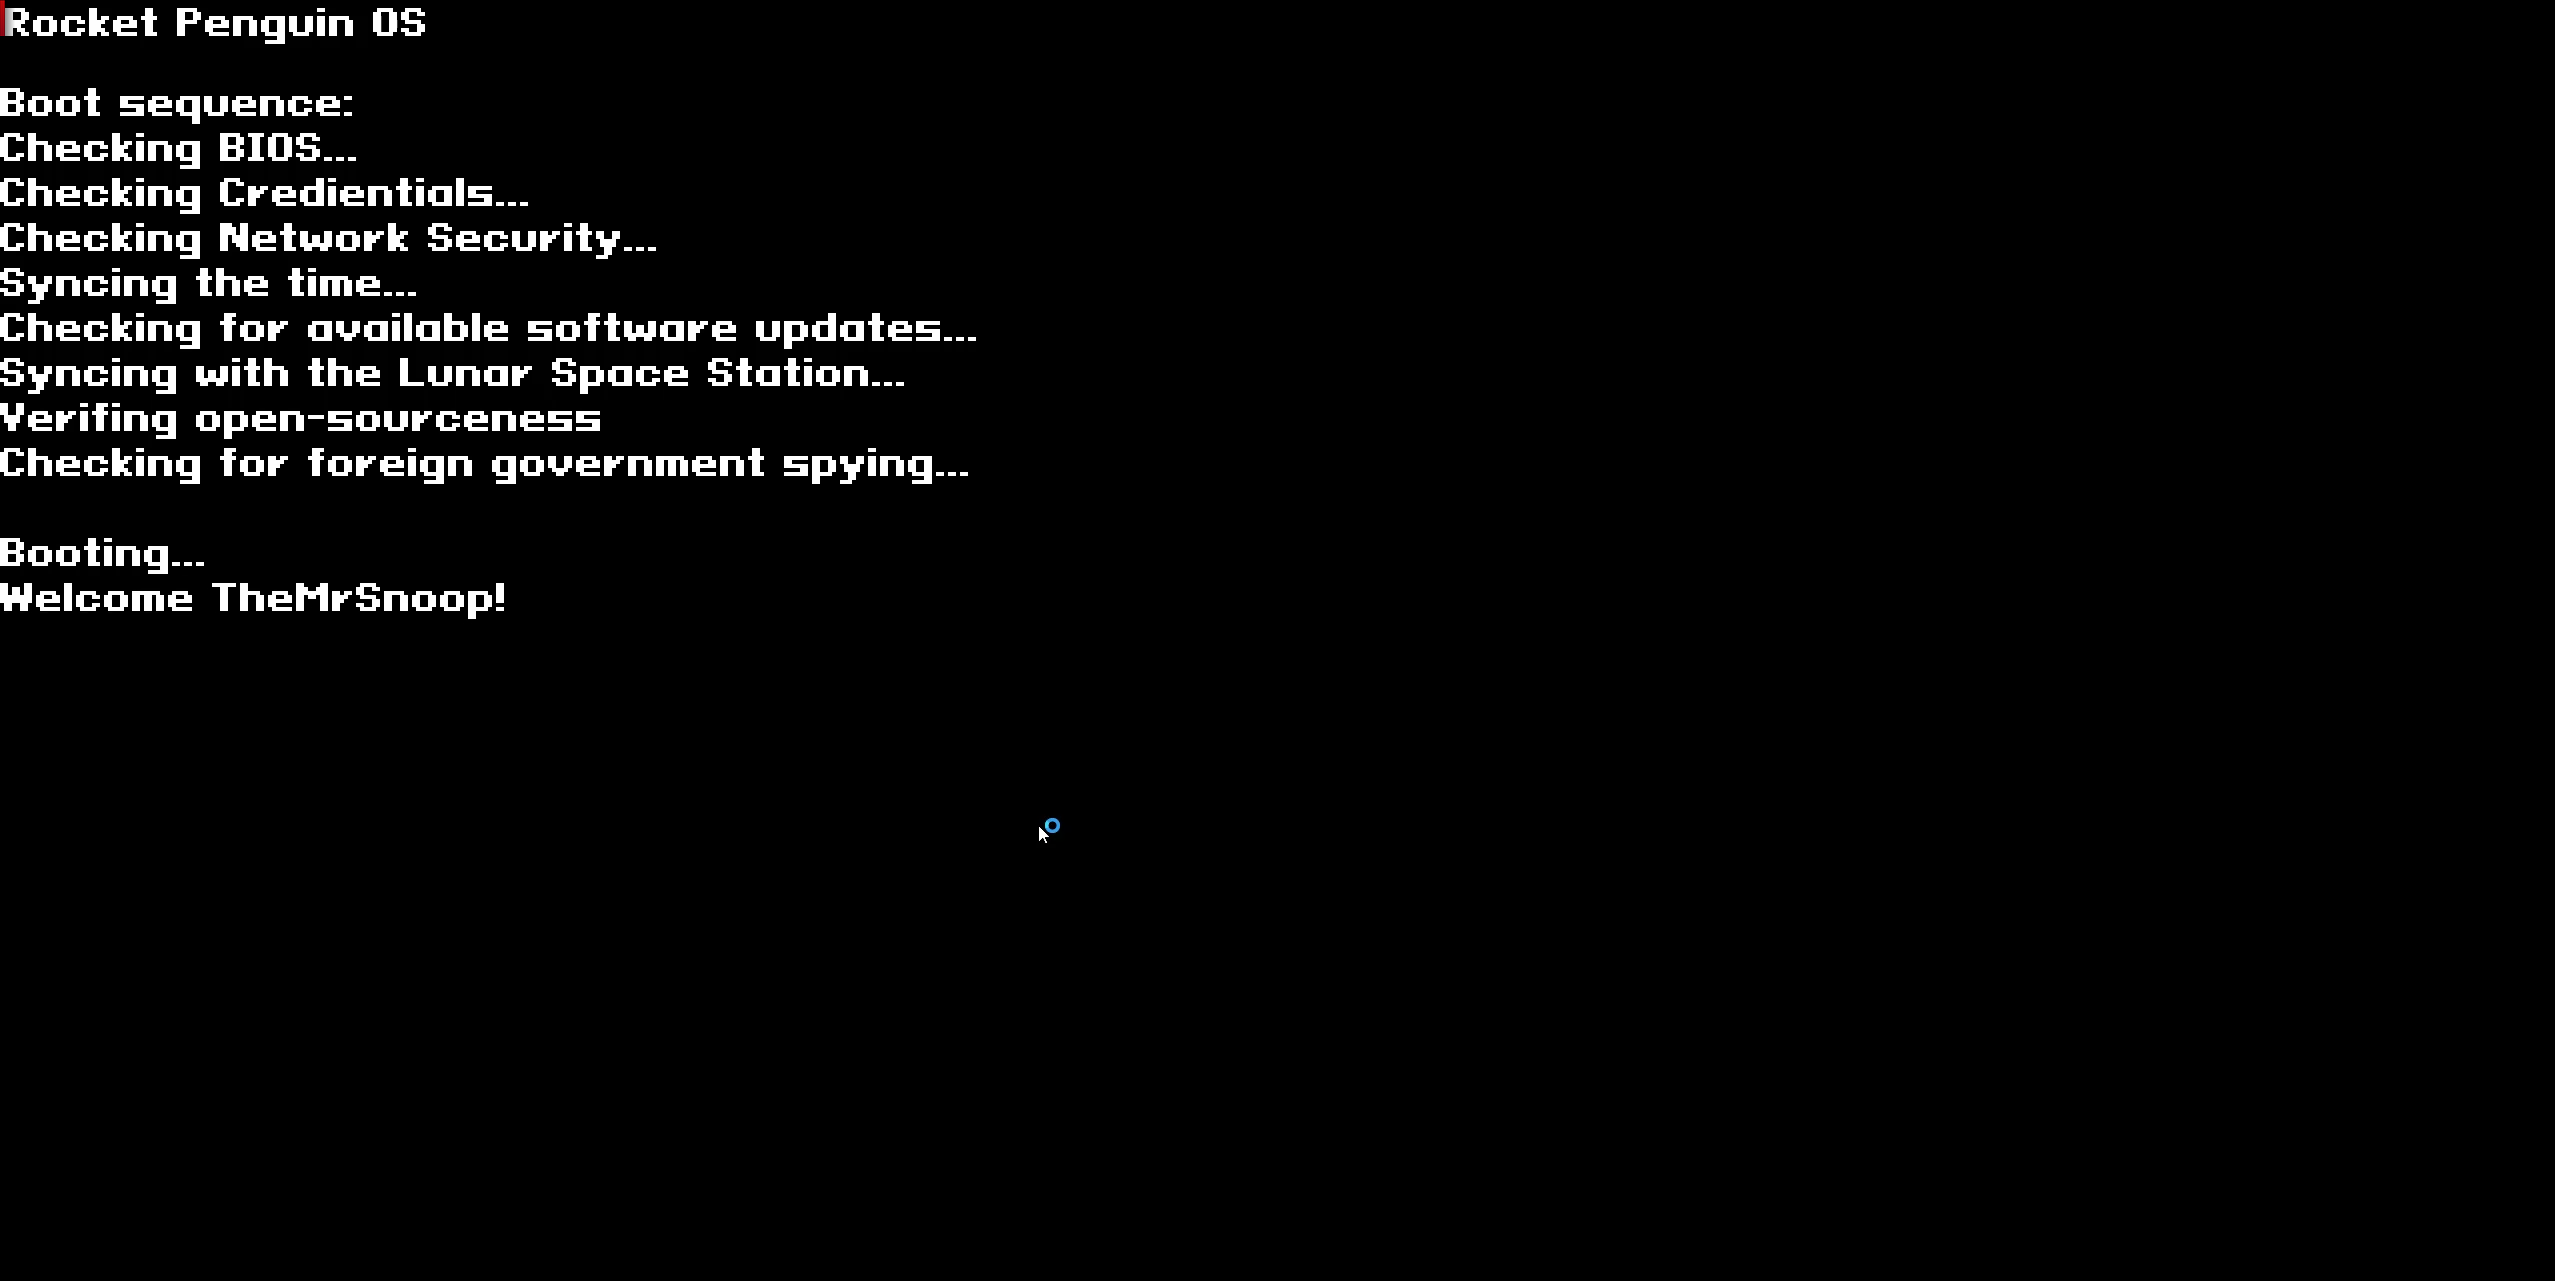 Rocket Penguin OS
Boot sequence:
Checking BIOS...
Checking Credientials...
Checking Network Security...
Syncing the time...
Checking for available software updates...
Syncing with the Lunar Space Station...
Verifing open-sourceness
Checking for foreign government spying...
Booting...
Welcome TheMrSnoop!